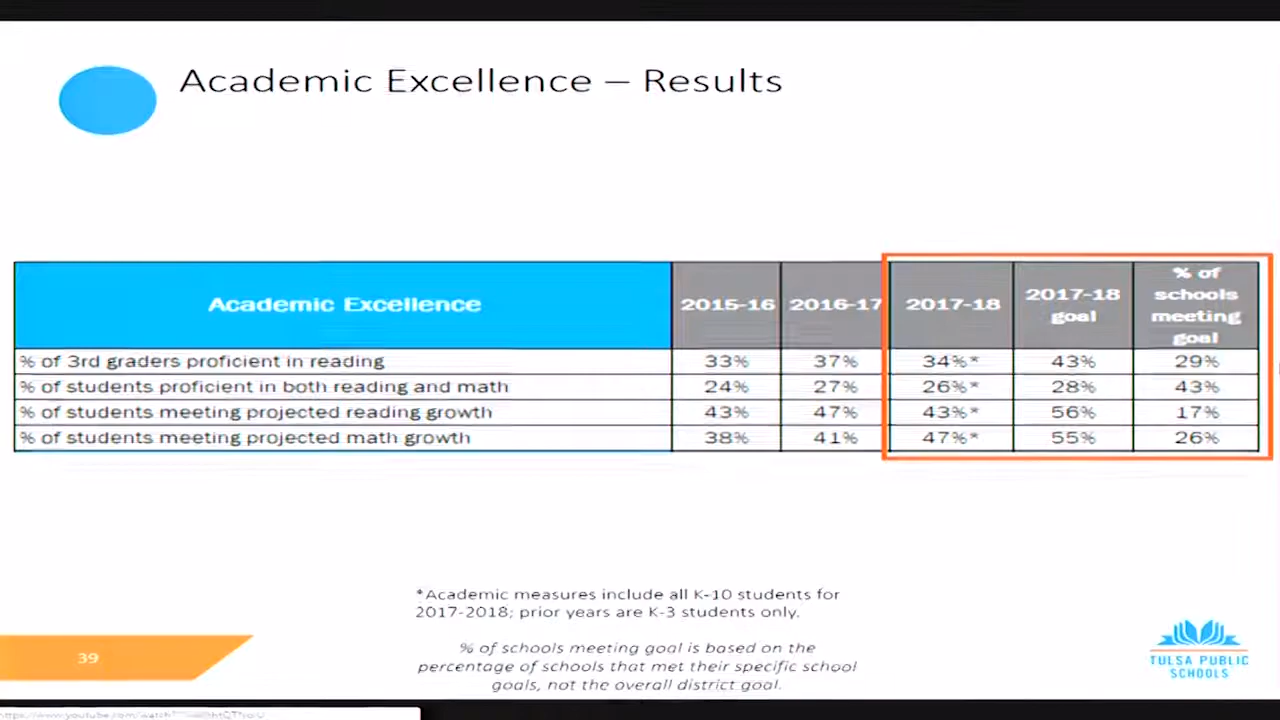 Academic Excellence – Results
Academic Excellence 2015-16 2016-17 2017-18 2017-18 goal % of schools meeting goal
% of 3rd graders proficient in reading 33% 37% 34%* 43% 29%
% of students proficient in both reading and math 24% 27% 26%* 28% 43%
% of students meeting projected reading growth 43% 47% 43%* 56% 17%
% of students meeting projected math growth 38% 41% 47%* 55% 26%
*Academic measures include all K-10 students for
2017-2018; prior years are K-3 students only.
% of schools meeting goal is based on the
percentage of schools that met their specific school
goals, not the overall district goal.
39
TULSA PUBLIC
SCHOOLS